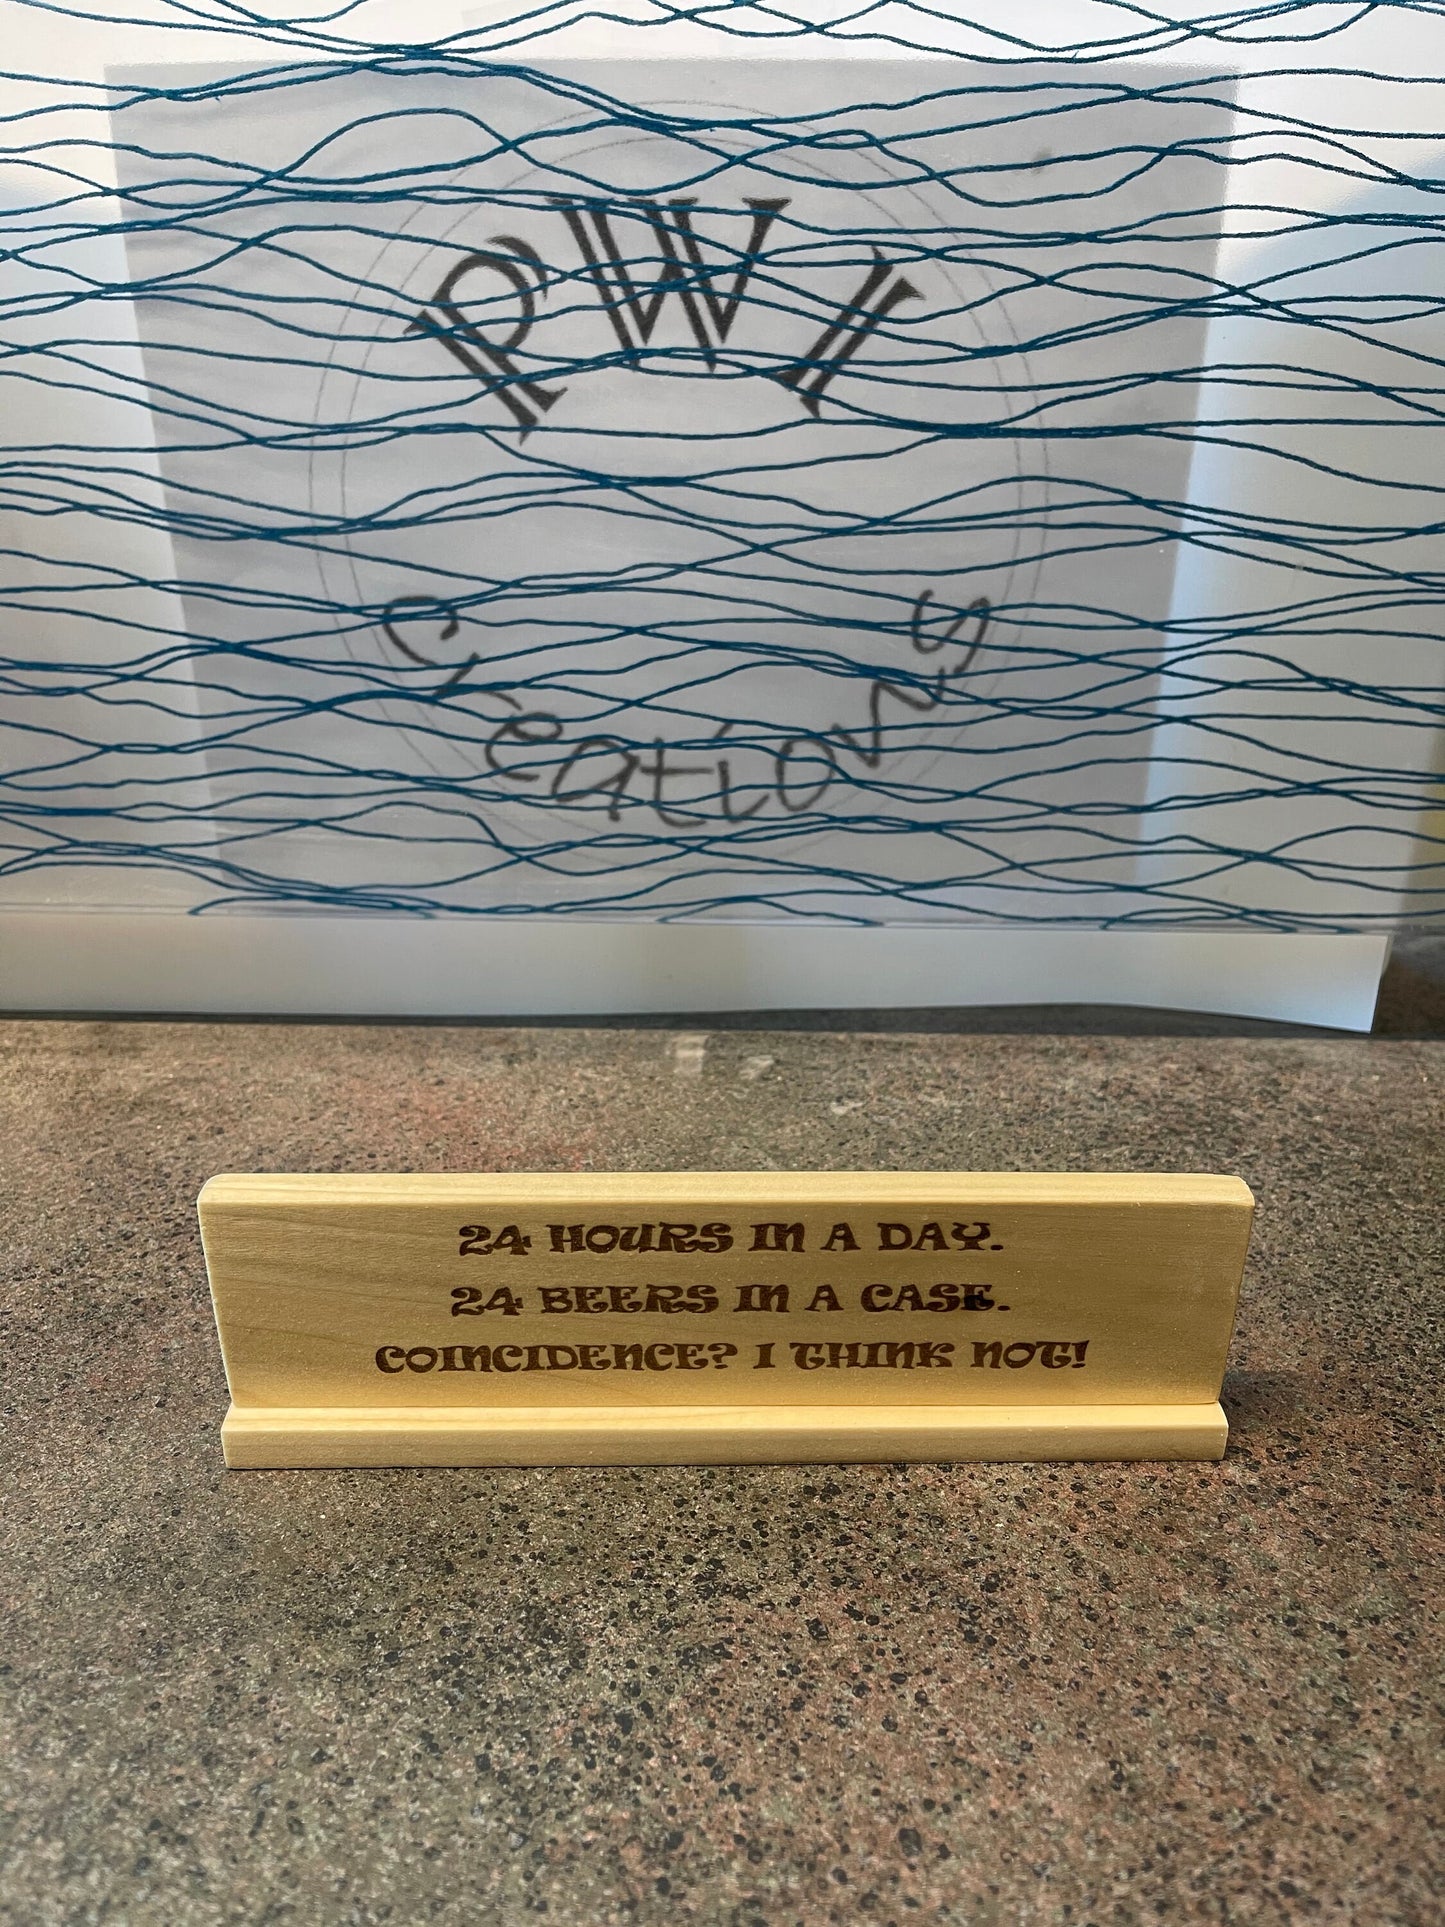 PWI
Creations
24 HOURS IN A DAY.
24 BEERS IN A CASE.
COINCIDENCE? I THINK NOT!